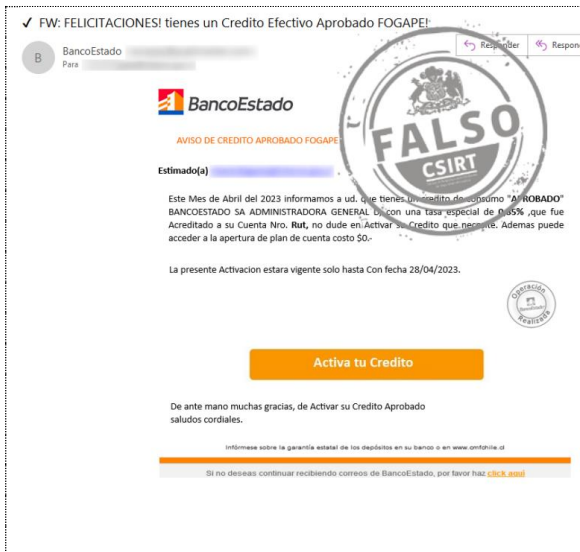 ✓ FW: FELICITACIONES! tienes un Credito Efectivo Aprobado FOGAPE!
Responder
Respon
B
BancoEstado
Para
BancoEstado
AVISO DE CREDITO APROBADO FOGAPE
FALSO
CSIRT
Estimado(a)
Este Mes de Abril del 2023 informamos a ud. que tienes un credito de consumo "APROBADO"
BANCOESTADO SA ADMINISTRADORA GENERAL D, con una tasa especial de 0,65% ,que fue
Acreditado a su Cuenta Nro. Rut, no dude en Activar su Credito que necesite. Ademas puede
acceder a la apertura de plan de cuenta costo $0.-
La presente Activacion estara vigente solo hasta Con fecha 28/04/2023.
Operación
BancoEstado
Realizada
Activa tu Credito
De ante mano muchas gracias, de Activar su Credito Aprobado
saludos cordiales.
Infórmese sobre la garantía estatal de los depósitos en su banco o en www.cmfchile.cl
Si no deseas continuar recibiendo correos de BancoEstado, por favor haz click aqui